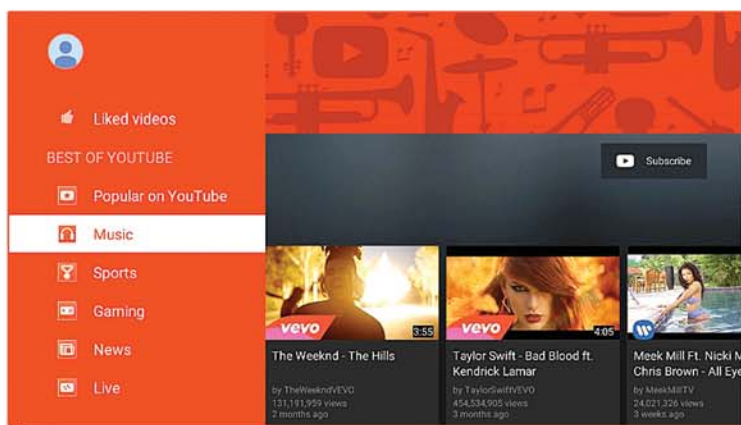 Liked videos
BEST OF YOUTUBE
Popular on YouTube
Music
Sports
Gaming
News
Live
Subscribe
vevo
3:55
The Weeknd - The Hills
by TheWeekndVEVO
131,191,959 views
2 months ago
vevo
4:05
Taylor Swift - Bad Blood ft.
Kendrick Lamar
by TaylorSwiftVEVO
454,534,905 views
3 months ago
Meek Mill Ft. Nicki M
Chris Brown - All Eye
by MeekMillTV
24,021,326 views
3 weeks ago